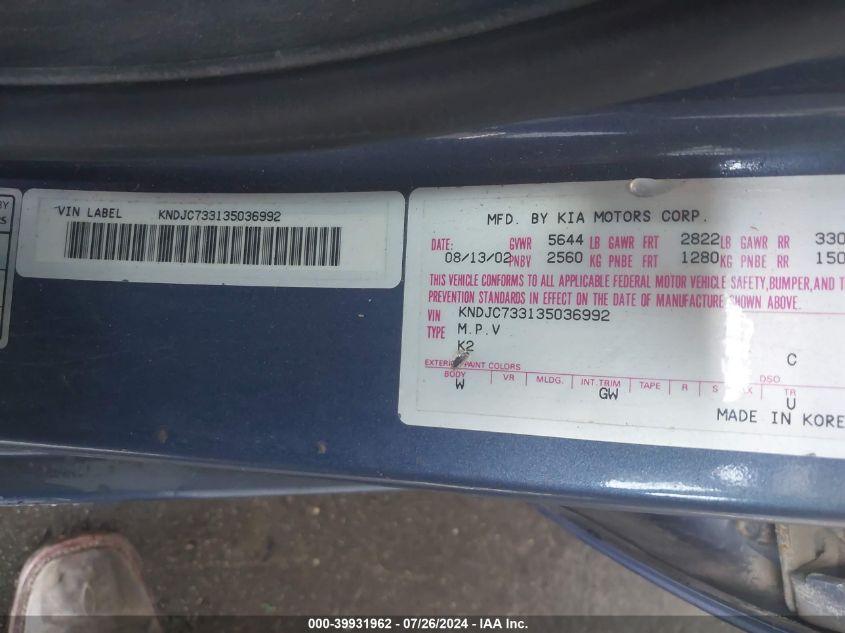 BY
VIN LABEL KNDJC733135036992
MFD. BY KIA MOTORS CORP.
DATE: GVWR 5644 LB GAWR FRT 2822 LB GAWR RR 330
08/13/02 PNBV 2560 KG PNBE FRT 1280 KG PNBE RR 150
THIS VEHICLE CONFORMS TO ALL APPLICABLE FEDERAL MOTOR VEHICLE SAFETY, BUMPER, AND T
PREVENTION STANDARDS IN EFFECT ON THE DATE OF MANUFACTURE SHOWN ABOVE.
VIN KNDJC733135036992
TYPE M.P.V
K2 C
EXTERIOR PAINT COLORS DSO
BODY VR MLDG. INT.TRIM TAPE R S TR
W GW U
MADE IN KORE
000-39931962 - 07/26/2024 - IAA Inc.